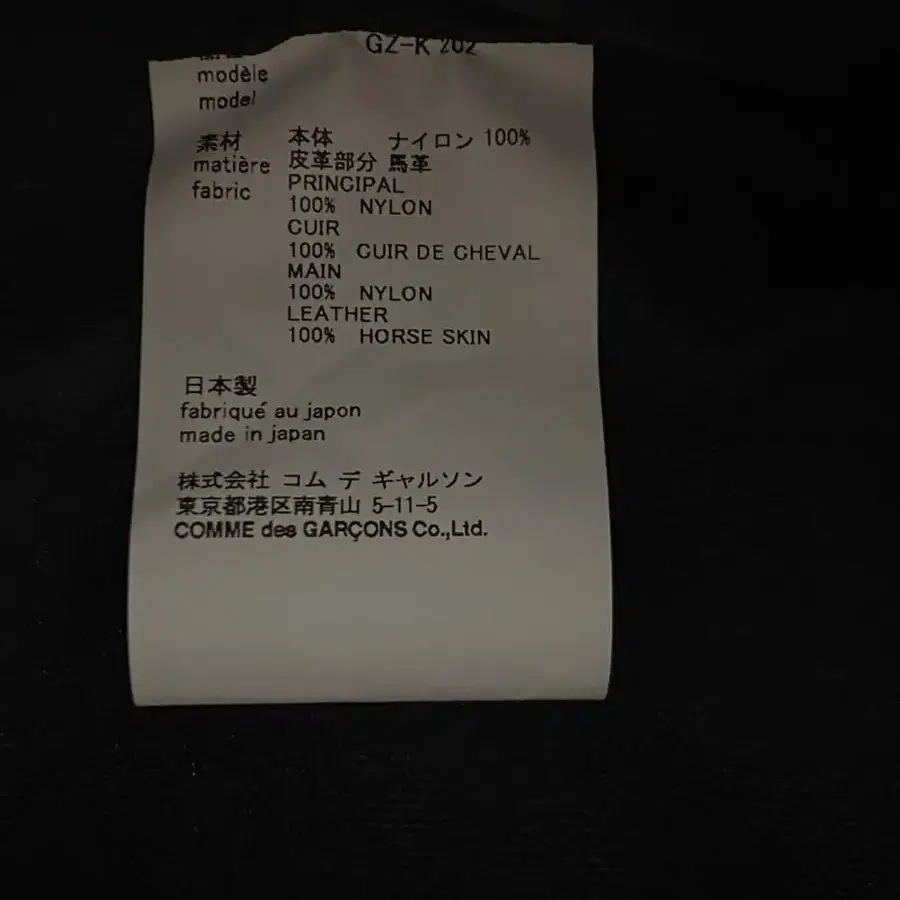 GZ-K 202
modèle
model
素材 本体 ナイロン 100%
matière 皮革部分 馬革
fabric PRINCIPAL
100% NYLON
CUIR
100% CUIR DE CHEVAL
MAIN
100% NYLON
LEATHER
100% HORSE SKIN
日本製
fabriqué au japon
made in japan
株式会社 コム デ ギャルソン
東京都港区南青山 5-11-5
COMME des GARÇONS Co.,Ltd.